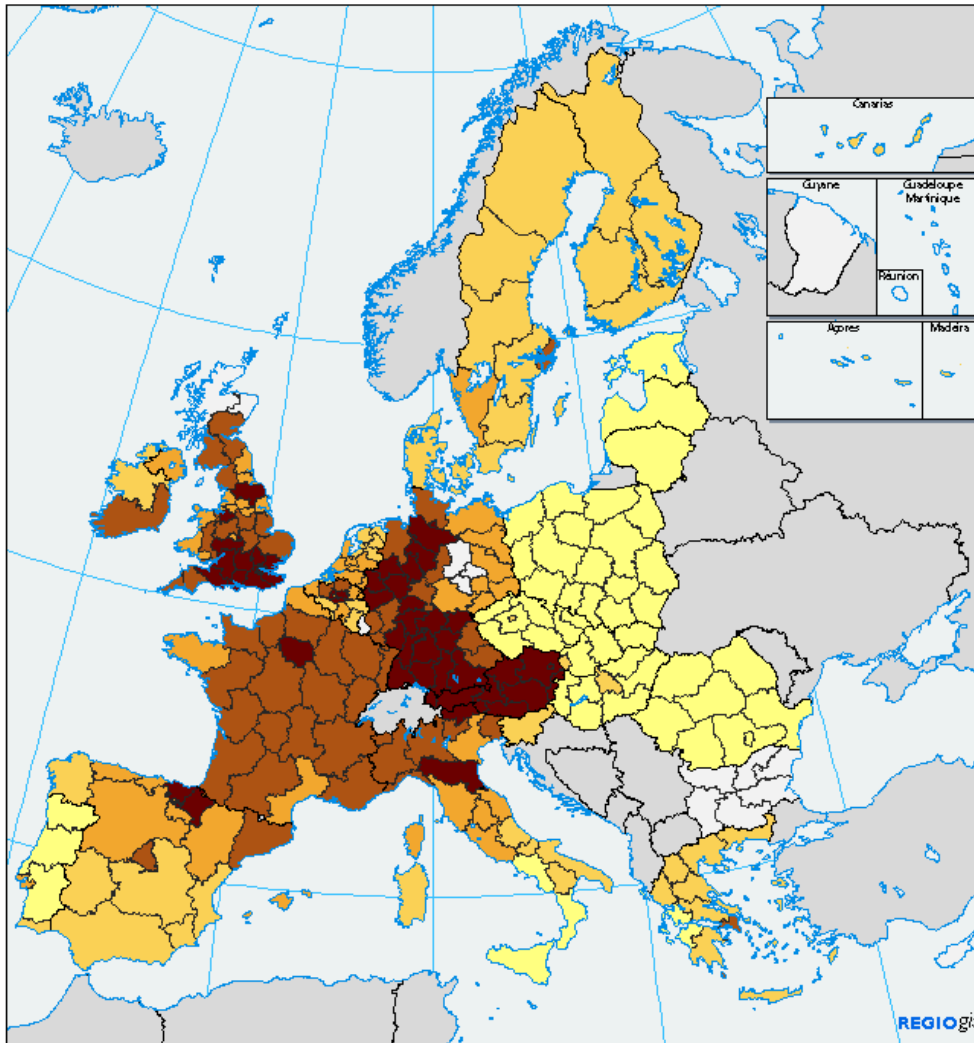 Canarias
Guyane
Guadeloupe
Martinique
Réunion
Açores
Madeira
REGIOgis